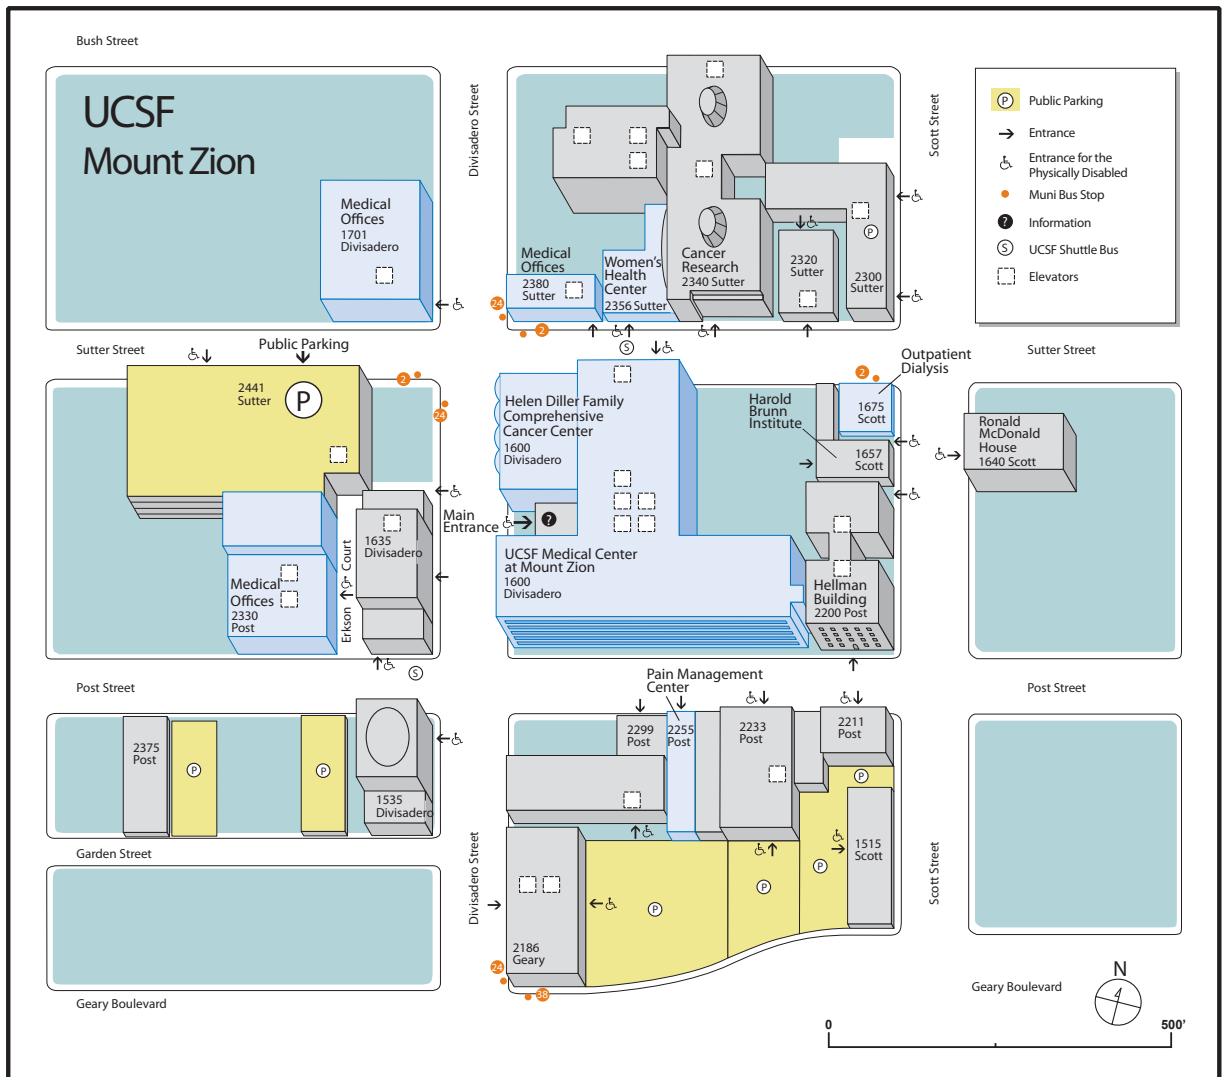 Bush Street
UCSF
Mount Zion
Divisadero Street
Scott Street
P
Public Parking
Entrance
Entrance for the
Physically Disabled
Muni Bus Stop
?
Information
S
UCSF Shuttle Bus
Elevators
Medical
Offices
1701
Divisadero
Medical
Offices
2380
Sutter
Women's
Health
Center
2356 Sutter
Cancer
Research
2340 Sutter
2320
Sutter
P
2300
Sutter
24
2
S
Sutter Street
Public Parking
Sutter Street
2441
Sutter
P
2
24
Helen Diller Family
Comprehensive
Cancer Center
1600
Divisadero
Harold
Brunn
Institute
Outpatient
Dialysis
2
1675
Scott
1657
Scott
Ronald
McDonald
House
1640 Scott
Main
Entrance
?
1635
Divisadero
Erkson Court
Medical
Offices
2330
Post
S
UCSF Medical Center
at Mount Zion
1600
Divisadero
Hellman
Building
2200 Post
Post Street
Pain Management
Center
Post Street
2375
Post
P
P
1535
Divisadero
2299
Post
2255
Post
2233
Post
2211
Post
P
Garden Street
Divisadero Street
Scott Street
1515
Scott
P
P
P
2186
Geary
24
38
Geary Boulevard
Geary Boulevard
N
0
500'